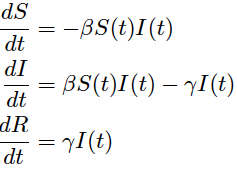 dS/dt = −βS(t)I(t)
dI/dt = βS(t)I(t) − γI(t)
dR/dt = γI(t)